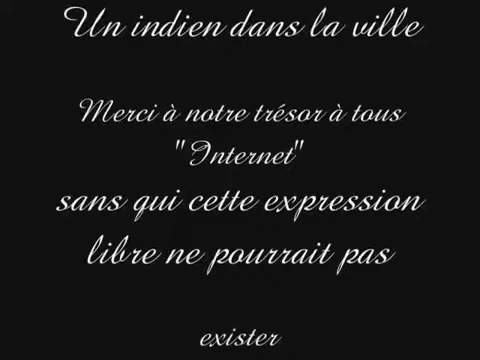 Un indien dans la ville
Merci à notre trésor à tous
"Internet"
sans qui cette expression
libre ne pourrait pas
exister